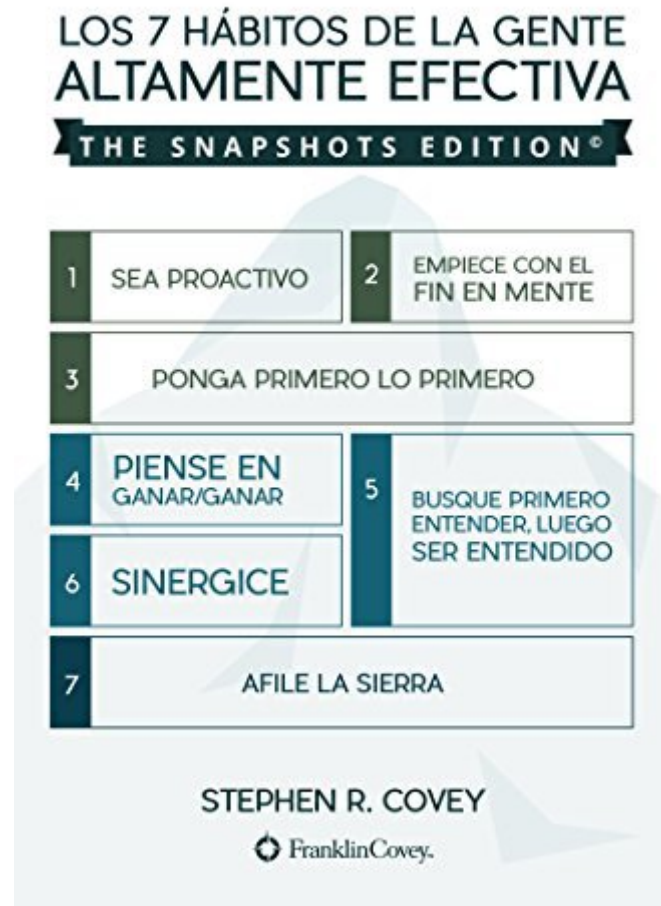 LOS 7 HÁBITOS DE LA GENTE
ALTAMENTE EFECTIVA
THE SNAPSHOTS EDITION©
1 SEA PROACTIVO
2 EMPIECE CON EL
FIN EN MENTE
3 PONGA PRIMERO LO PRIMERO
4 PIENSE EN
GANAR/GANAR
5 BUSQUE PRIMERO
ENTENDER, LUEGO
SER ENTENDIDO
6 SINERGICE
7 AFILE LA SIERRA
STEPHEN R. COVEY
FranklinCovey